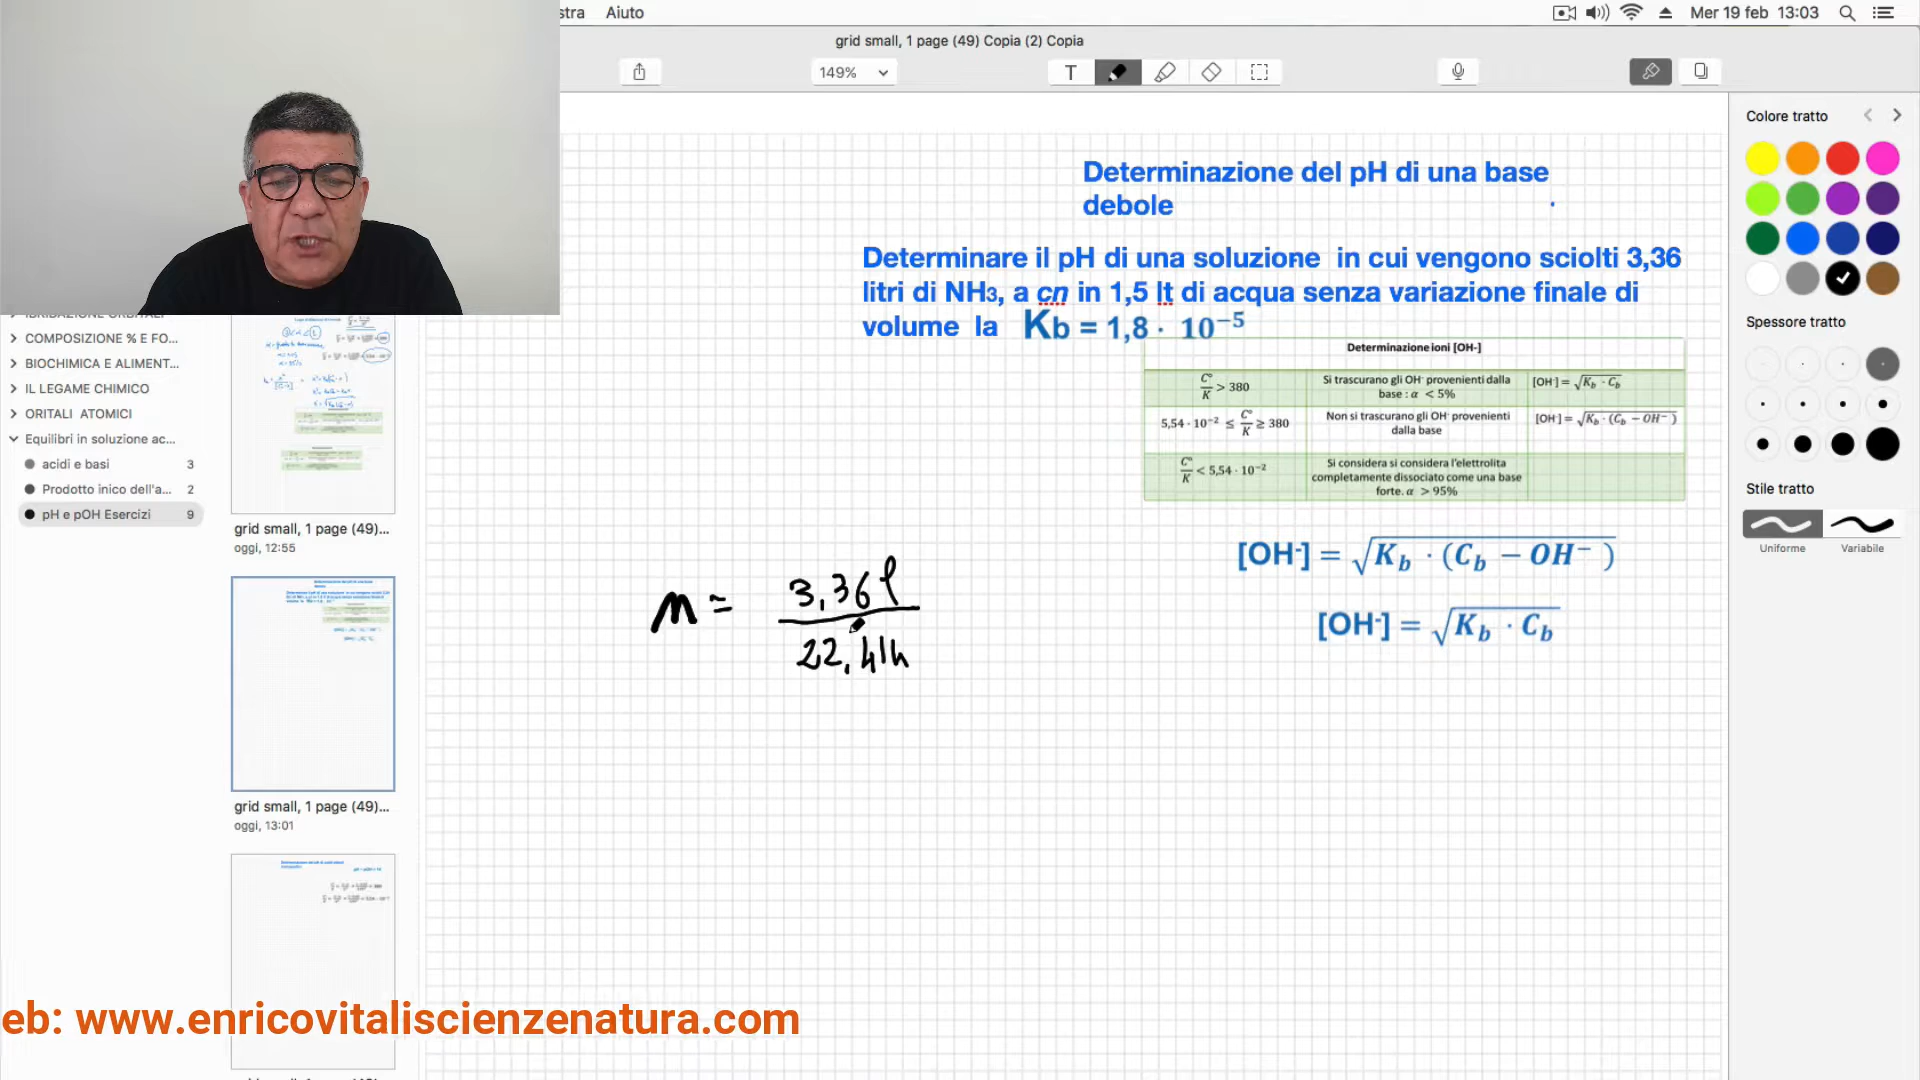 stra Aiuto
Mer 19 feb 13:03
grid small, 1 page (49) Copia (2) Copia
149%
T
Colore tratto
Spessore tratto
Stile tratto
Uniforme Variabile
COMPOSIZIONE % E FO...
BIOCHIMICA E ALIMENT...
IL LEGAME CHIMICO
ORITALI ATOMICI
Equilibri in soluzione ac...
acidi e basi 3
Prodotto inico dell'a... 2
pH e pOH Esercizi 9
grid small, 1 page (49)...
oggi, 12:55
grid small, 1 page (49)...
oggi, 13:01
Determinazione del pH di una base
debole
Determinare il pH di una soluzione in cui vengono sciolti 3,36
litri di NH₃, a cn in 1,5 lt di acqua senza variazione finale di
volume la Kb = 1,8 · 10⁻⁵
Determinazione ioni [OH-]
C°/K > 380
Si trascurano gli OH⁻ provenienti dalla
base : α < 5%
[OH⁻] = √(K_b · C_b)
5,54 · 10⁻² ≤ C°/K ≥ 380
Non si trascurano gli OH⁻ provenienti
dalla base
[OH⁻] = √(K_b · (C_b − OH⁻ ))
C°/K < 5,54 · 10⁻²
Si considera si considera l'elettrolita
completamente dissociato come una base
forte. α > 95%
[OH⁻] = √(K_b · (C_b − OH⁻ ))
[OH⁻] = √(K_b · C_b)
n = 3,36 l
22,414
eb: www.enricovitaliscienzenatura.com